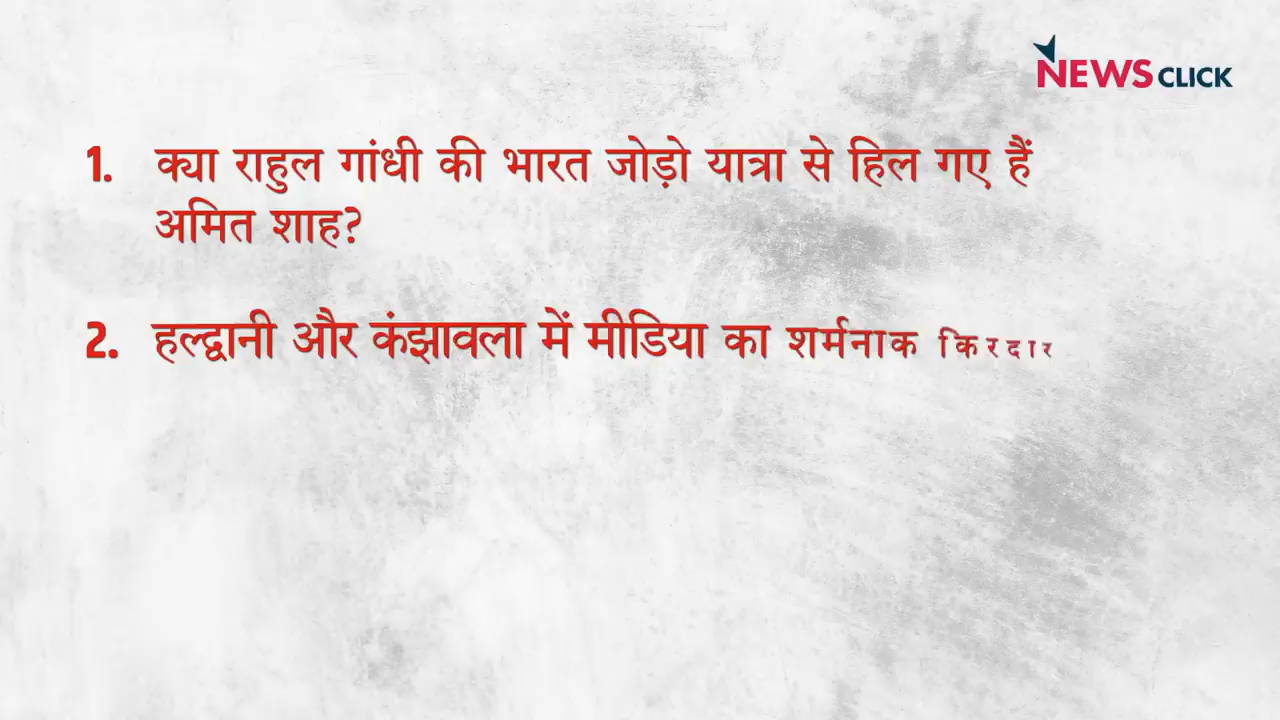 NEWS CLICK
1. क्या राहुल गांधी की भारत जोड़ो यात्रा से हिल गए हैं
अमित शाह?
2. हल्द्वानी और कंझावला में मीडिया का शर्मनाक किरदार